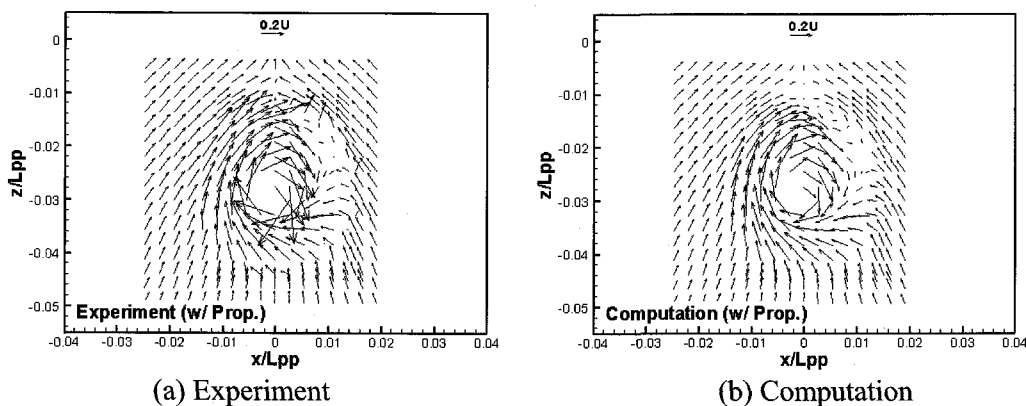 0.2U
0
-0.01
-0.02
-0.03
-0.04
-0.05
z/Lpp
Experiment (w/ Prop.)
-0.04 -0.03 -0.02 -0.01 0 0.01 0.02 0.03 0.04
x/Lpp
(a) Experiment
0.2U
0
-0.01
-0.02
-0.03
-0.04
-0.05
z/Lpp
Computation (w/ Prop.)
-0.04 -0.03 -0.02 -0.01 0 0.01 0.02 0.03 0.04
x/Lpp
(b) Computation